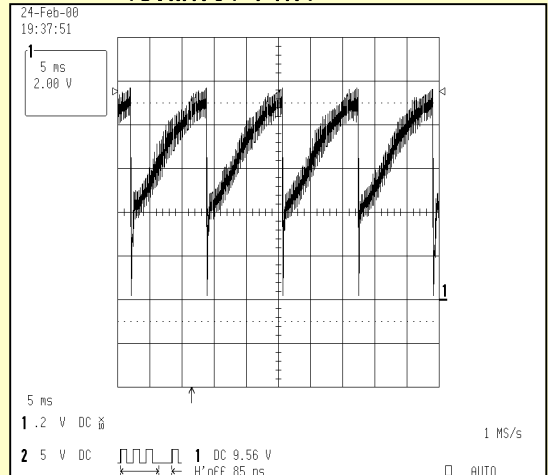 24-Feb-00
19:37:51
1
5 ms
2.00 V
1
5 ms
1 .2 V DC
1 MS/s
2 5 V DC
1 DC 9.56 V
H'off 85 ms
AUTO